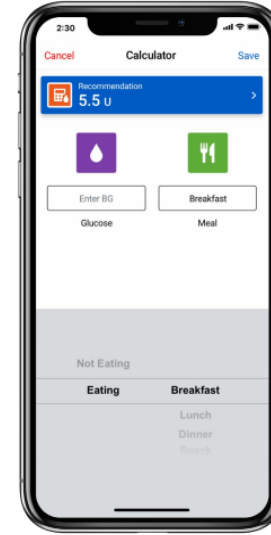 2:30
Cancel Calculator Save
Recommendation
5.5 U
Enter BG Breakfast
Glucose Meal
Not Eating
Eating Breakfast
Lunch
Dinner
Snack